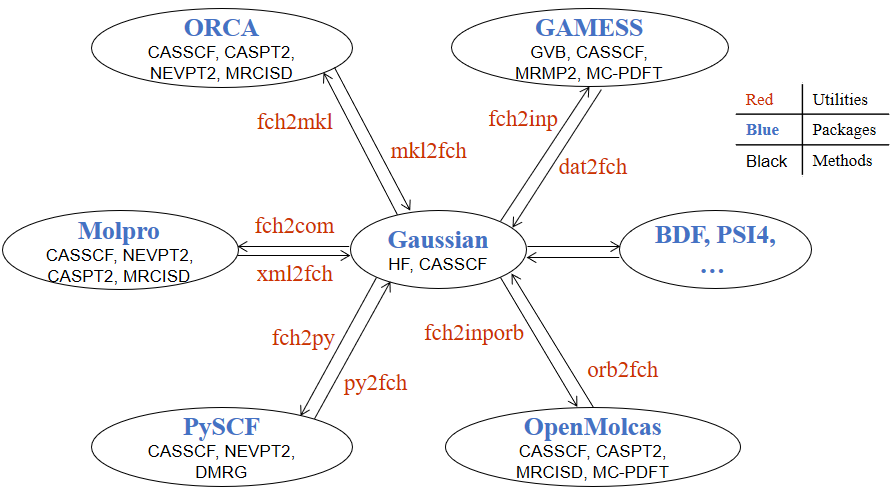 ORCA
CASSCF, CASPT2,
NEVPT2, MRCISD
GAMESS
GVB, CASSCF,
MRMP2, MC-PDFT
Red Utilities
Blue Packages
Black Methods
fch2mkl
mkl2fch
fch2inp
dat2fch
Molpro
CASSCF, NEVPT2,
CASPT2, MRCISD
fch2com
xml2fch
Gaussian
HF, CASSCF
BDF, PSI4,
…
fch2py
py2fch
fch2inporb
orb2fch
PySCF
CASSCF, NEVPT2,
DMRG
OpenMolcas
CASSCF, CASPT2,
MRCISD, MC-PDFT